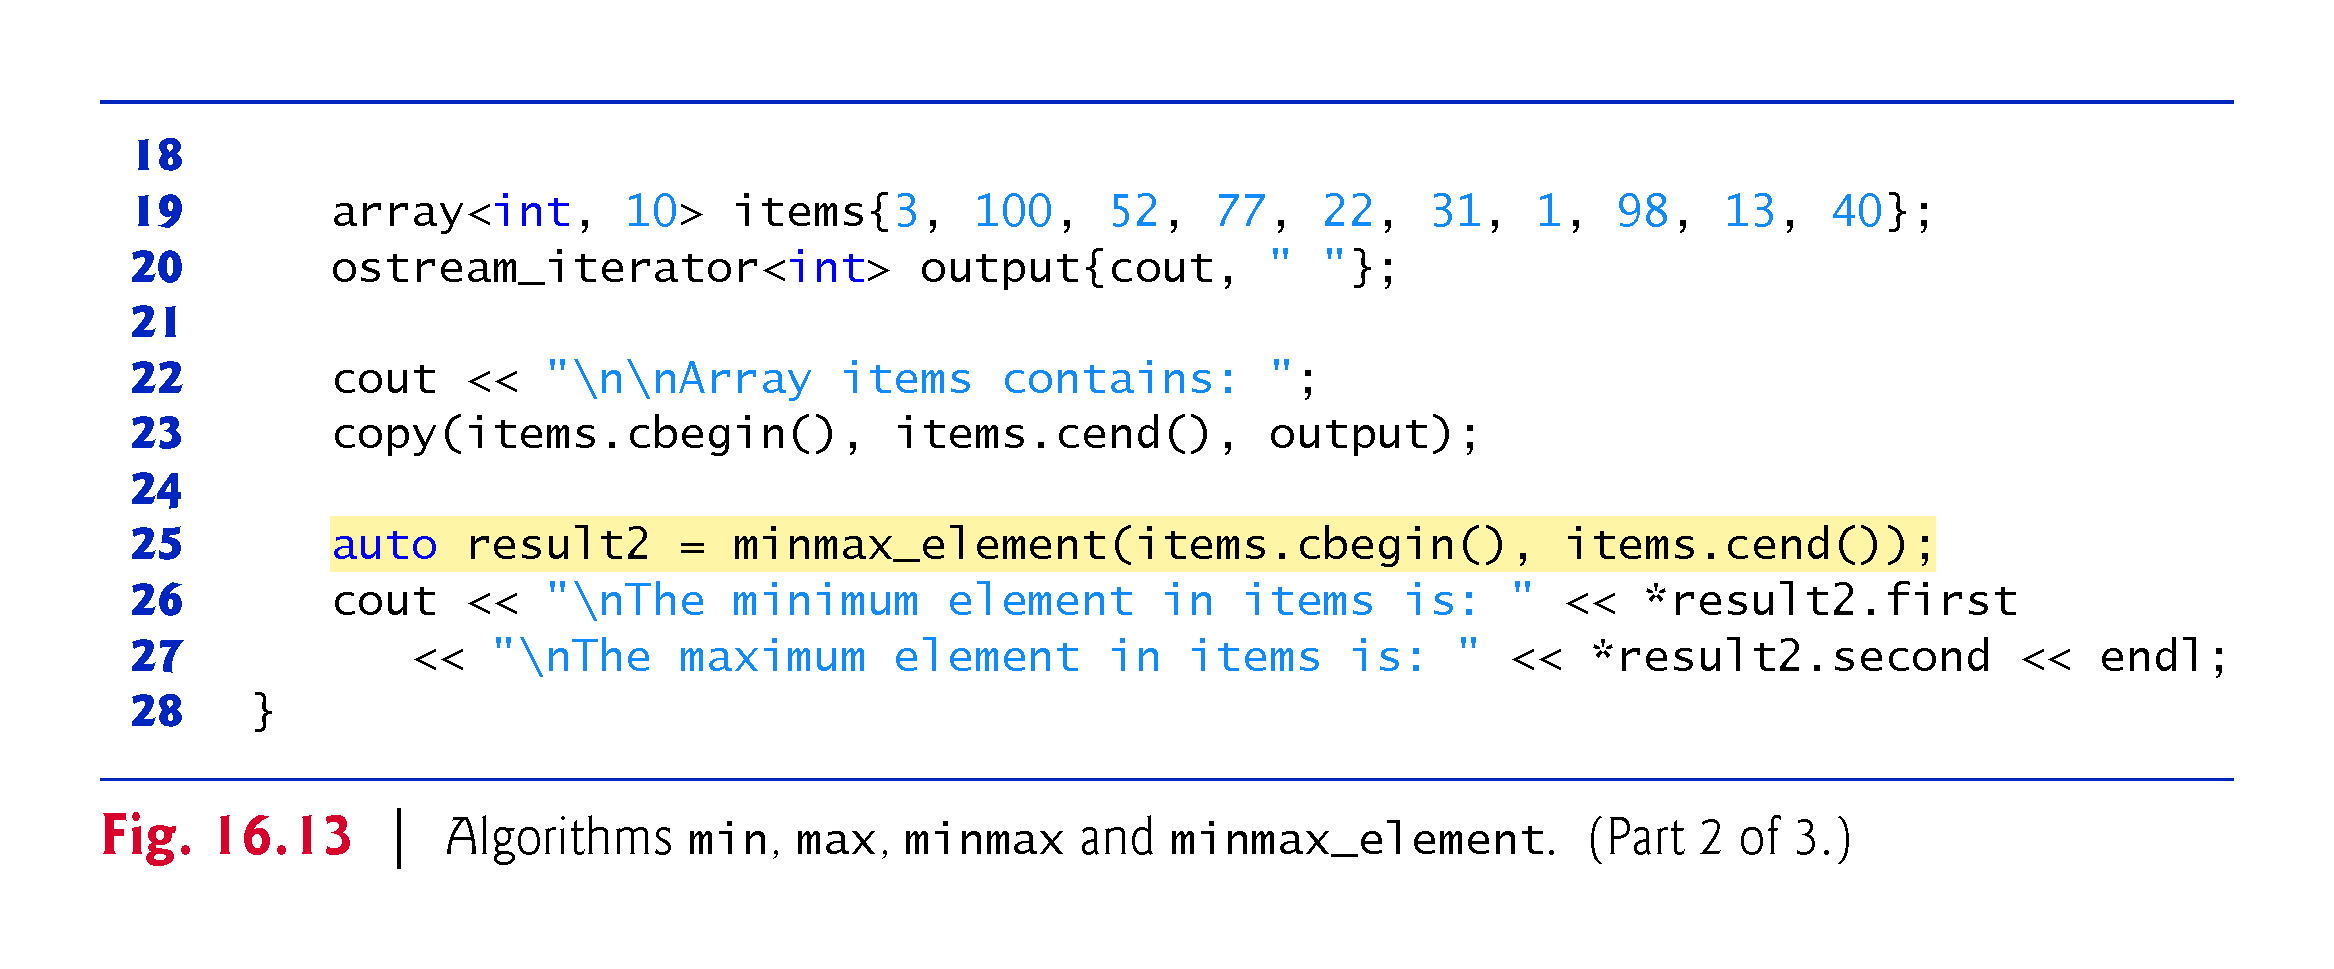 18
19 array<int, 10> items{3, 100, 52, 77, 22, 31, 1, 98, 13, 40};
20 ostream_iterator<int> output{cout, " "};
21
22 cout << "\n\nArray items contains: ";
23 copy(items.cbegin(), items.cend(), output);
24
25 auto result2 = minmax_element(items.cbegin(), items.cend());
26 cout << "\nThe minimum element in items is: " << *result2.first
27 << "\nThe maximum element in items is: " << *result2.second << endl;
28 }
Fig. 16.13 | Algorithms min, max, minmax and minmax_element. (Part 2 of 3.)